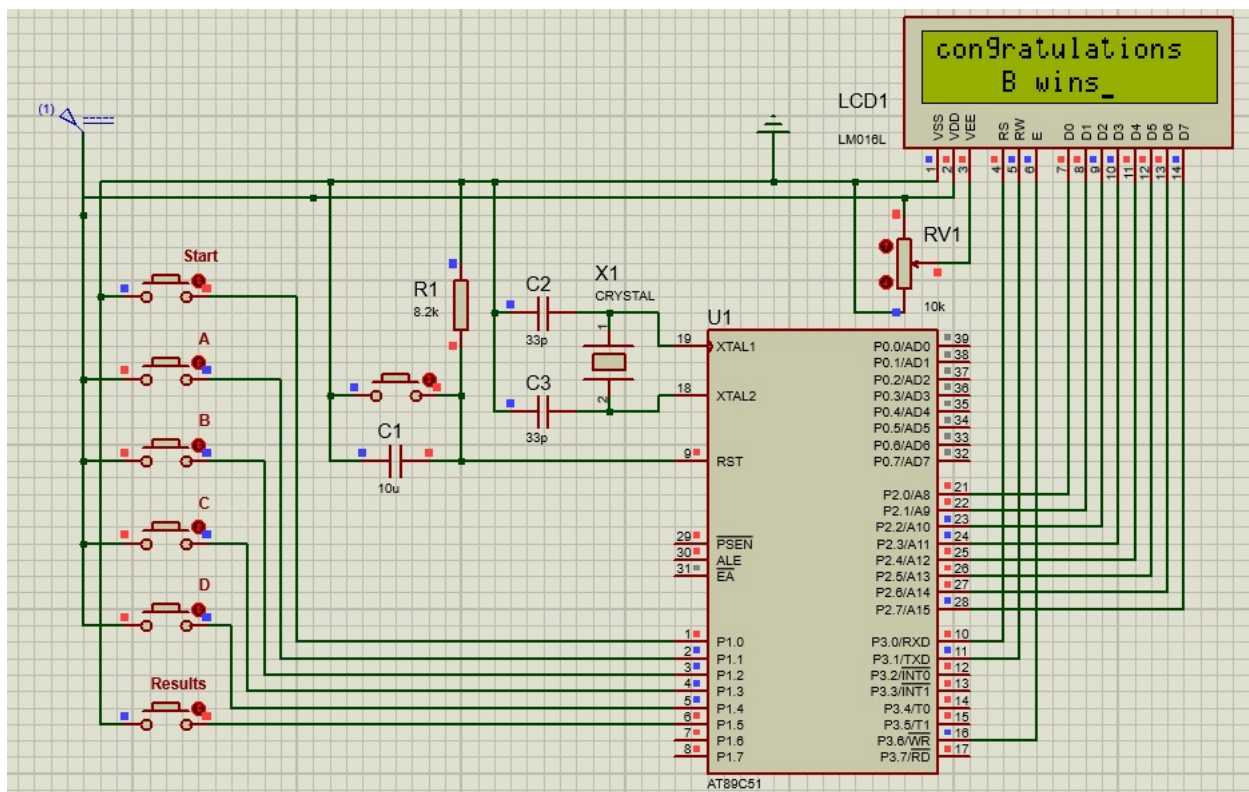 congratulations
B wins_
(1)
LCD1
LM016L
VSS
VDD
VEE
RS
RW
E
D0
D1
D2
D3
D4
D5
D6
D7
1
2
3
4
5
6
7
8
9
10
11
12
13
14
RV1
10k
Start
A
B
C
D
Results
R1
8.2k
C1
10u
C2
33p
C3
33p
X1
CRYSTAL
1
2
U1
19 XTAL1
18 XTAL2
9 RST
29 PSEN
30 ALE
31 EA
1 P1.0
2 P1.1
3 P1.2
4 P1.3
5 P1.4
6 P1.5
7 P1.6
8 P1.7
P0.0/AD0 39
P0.1/AD1 38
P0.2/AD2 37
P0.3/AD3 36
P0.4/AD4 35
P0.5/AD5 34
P0.6/AD6 33
P0.7/AD7 32
P2.0/A8 21
P2.1/A9 22
P2.2/A10 23
P2.3/A11 24
P2.4/A12 25
P2.5/A13 26
P2.6/A14 27
P2.7/A15 28
P3.0/RXD 10
P3.1/TXD 11
P3.2/INT0 12
P3.3/INT1 13
P3.4/T0 14
P3.5/T1 15
P3.6/WR 16
P3.7/RD 17
AT89C51